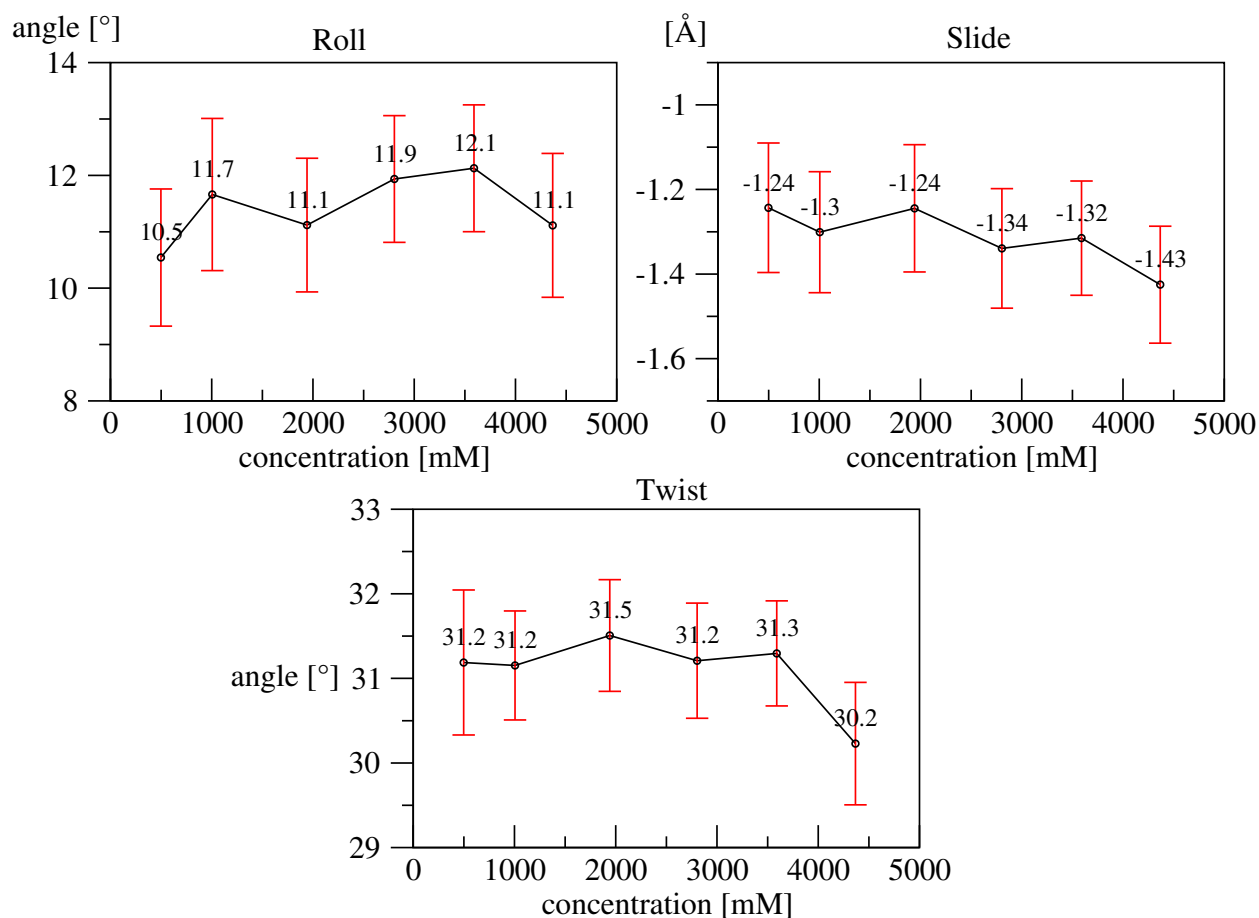 angle [°]
Roll
14
12
10
8
10.5
11.7
11.1
11.9
12.1
11.1
0 1000 2000 3000 4000 5000
concentration [mM]
[Å]
Slide
-1
-1.2
-1.4
-1.6
-1.24
-1.3
-1.24
-1.34
-1.32
-1.43
0 1000 2000 3000 4000 5000
concentration [mM]
Twist
33
32
31
30
29
angle [°]
31.2
31.2
31.5
31.2
31.3
30.2
0 1000 2000 3000 4000 5000
concentration [mM]